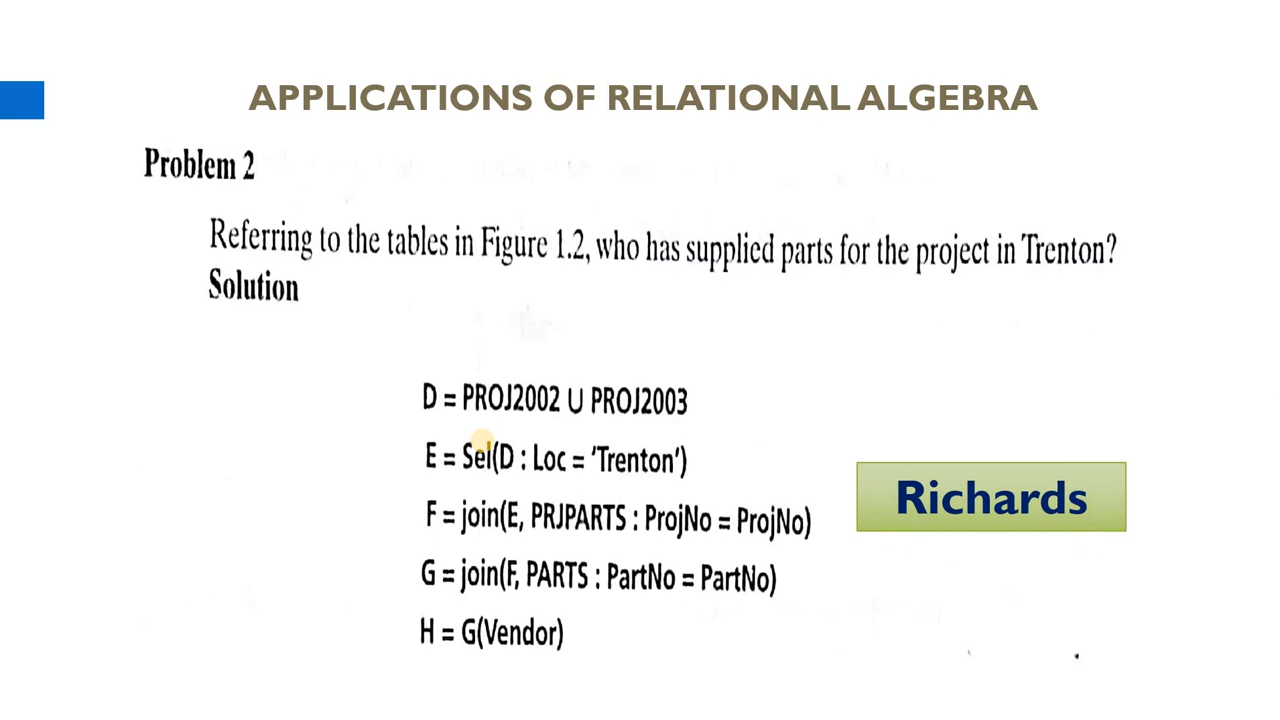 APPLICATIONS OF RELATIONAL ALGEBRA
Problem 2
Referring to the tables in Figure 1.2, who has supplied parts for the project in Trenton?
Solution
D = PROJ2002 ∪ PROJ2003
E = Sel(D : Loc = 'Trenton')
F = join(E, PRJPARTS : ProjNo = ProjNo)
Richards
G = join(F, PARTS : PartNo = PartNo)
H = G(Vendor)